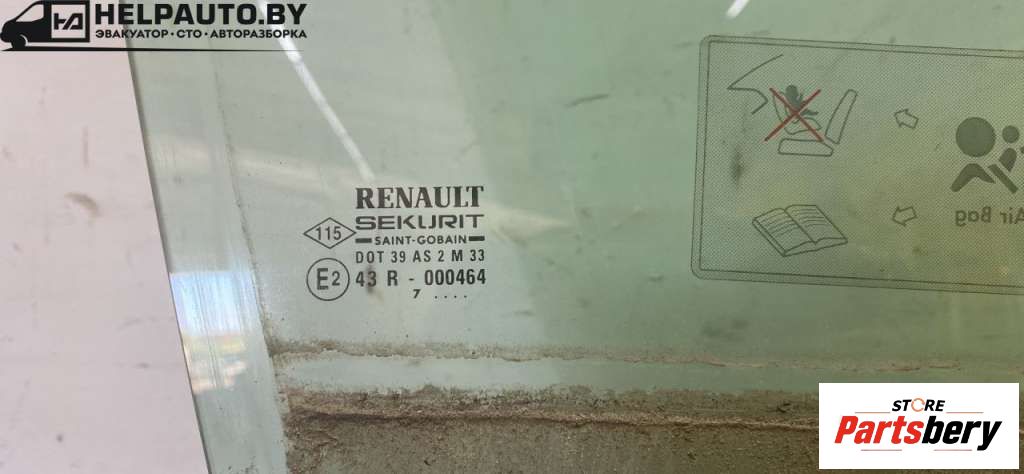 HELPAUTO.BY
ЭВАКУАТОР • СТО • АВТОРАЗБОРКА
RENAULT
SEKURIT
115
SAINT-GOBAIN
DOT 39 AS 2 M 33
E2
43 R - 000464
7 ....
Air Bag
STORE
Partsbery